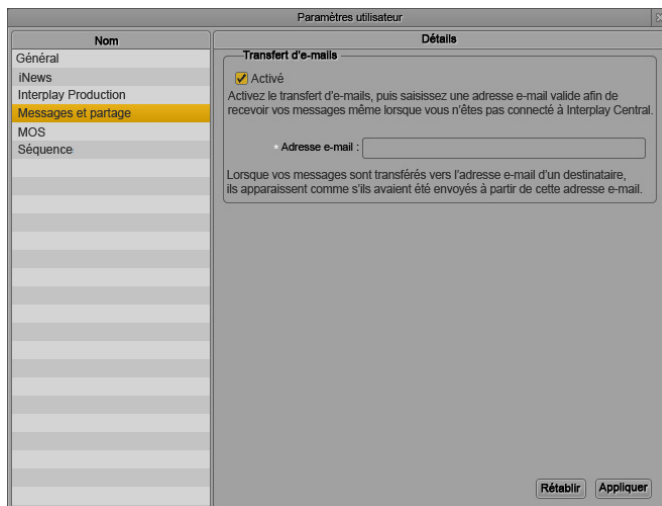 Paramètres utilisateur
Nom
Général
iNews
Interplay Production
Messages et partage
MOS
Séquence
Détails
Transfert d'e-mails
Activé
Activez le transfert d'e-mails, puis saisissez une adresse e-mail valide afin de
recevoir vos messages même lorsque vous n'êtes pas connecté à Interplay Central.
Adresse e-mail :
Lorsque vos messages sont transférés vers l'adresse e-mail d'un destinataire,
ils apparaissent comme s'ils avaient été envoyés à partir de cette adresse e-mail.
Rétablir Appliquer